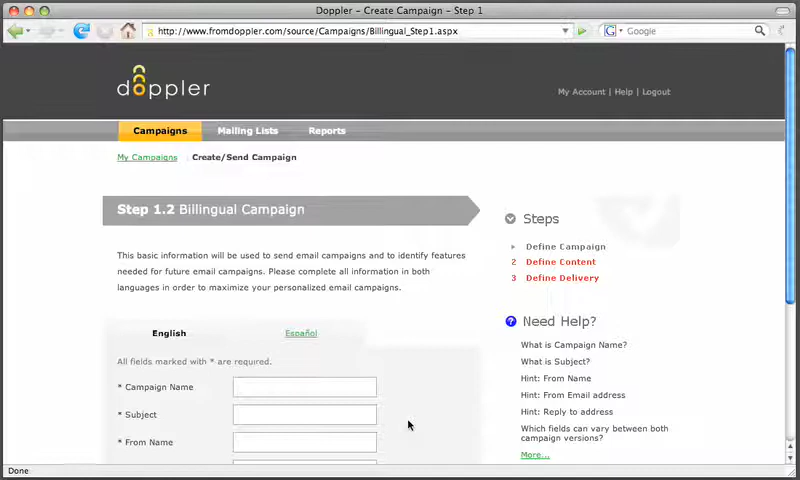 Doppler - Create Campaign - Step 1
http://www.fromdoppler.com/source/Campaigns/Billingual_Step1.aspx
Google
doppler
My Account | Help | Logout
Campaigns Mailing Lists Reports
My Campaigns Create/Send Campaign
Step 1.2 Billingual Campaign
This basic information will be used to send email campaigns and to identify features
needed for future email campaigns. Please complete all information in both
languages in order to maximize your personalized email campaigns.
English Español
All fields marked with * are required.
* Campaign Name
* Subject
* From Name
Steps
Define Campaign
2 Define Content
3 Define Delivery
Need Help?
What is Campaign Name?
What is Subject?
Hint: From Name
Hint: From Email address
Hint: Reply to address
Which fields can vary between both
campaign versions?
More...
Done